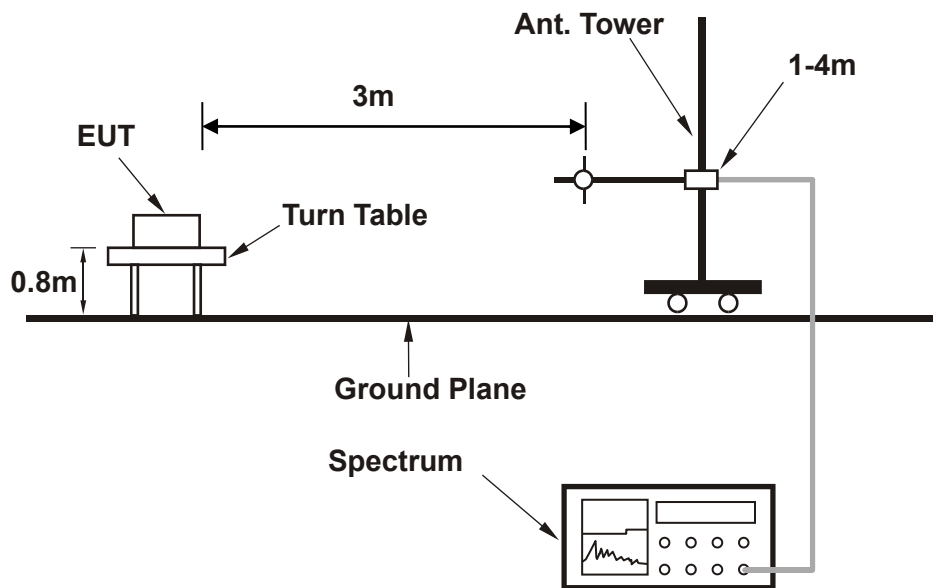 Ant. Tower
1-4m
3m
EUT
Turn Table
0.8m
Ground Plane
Spectrum